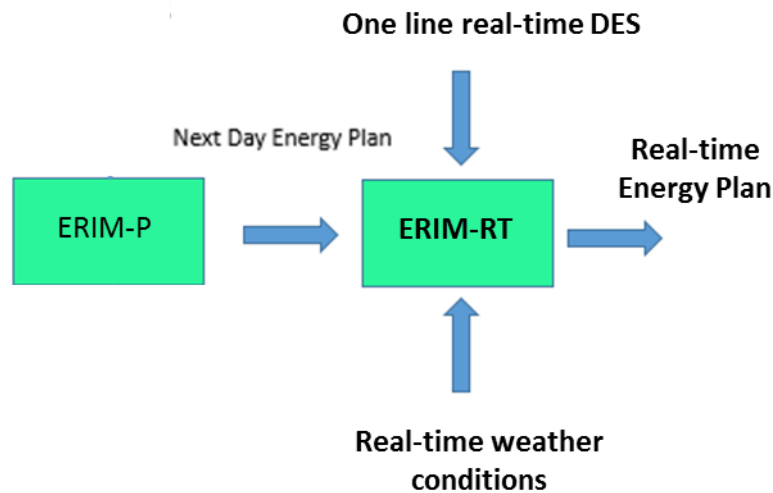 One line real-time DES
Next Day Energy Plan
Real-time
Energy Plan
ERIM-P
ERIM-RT
Real-time weather
conditions